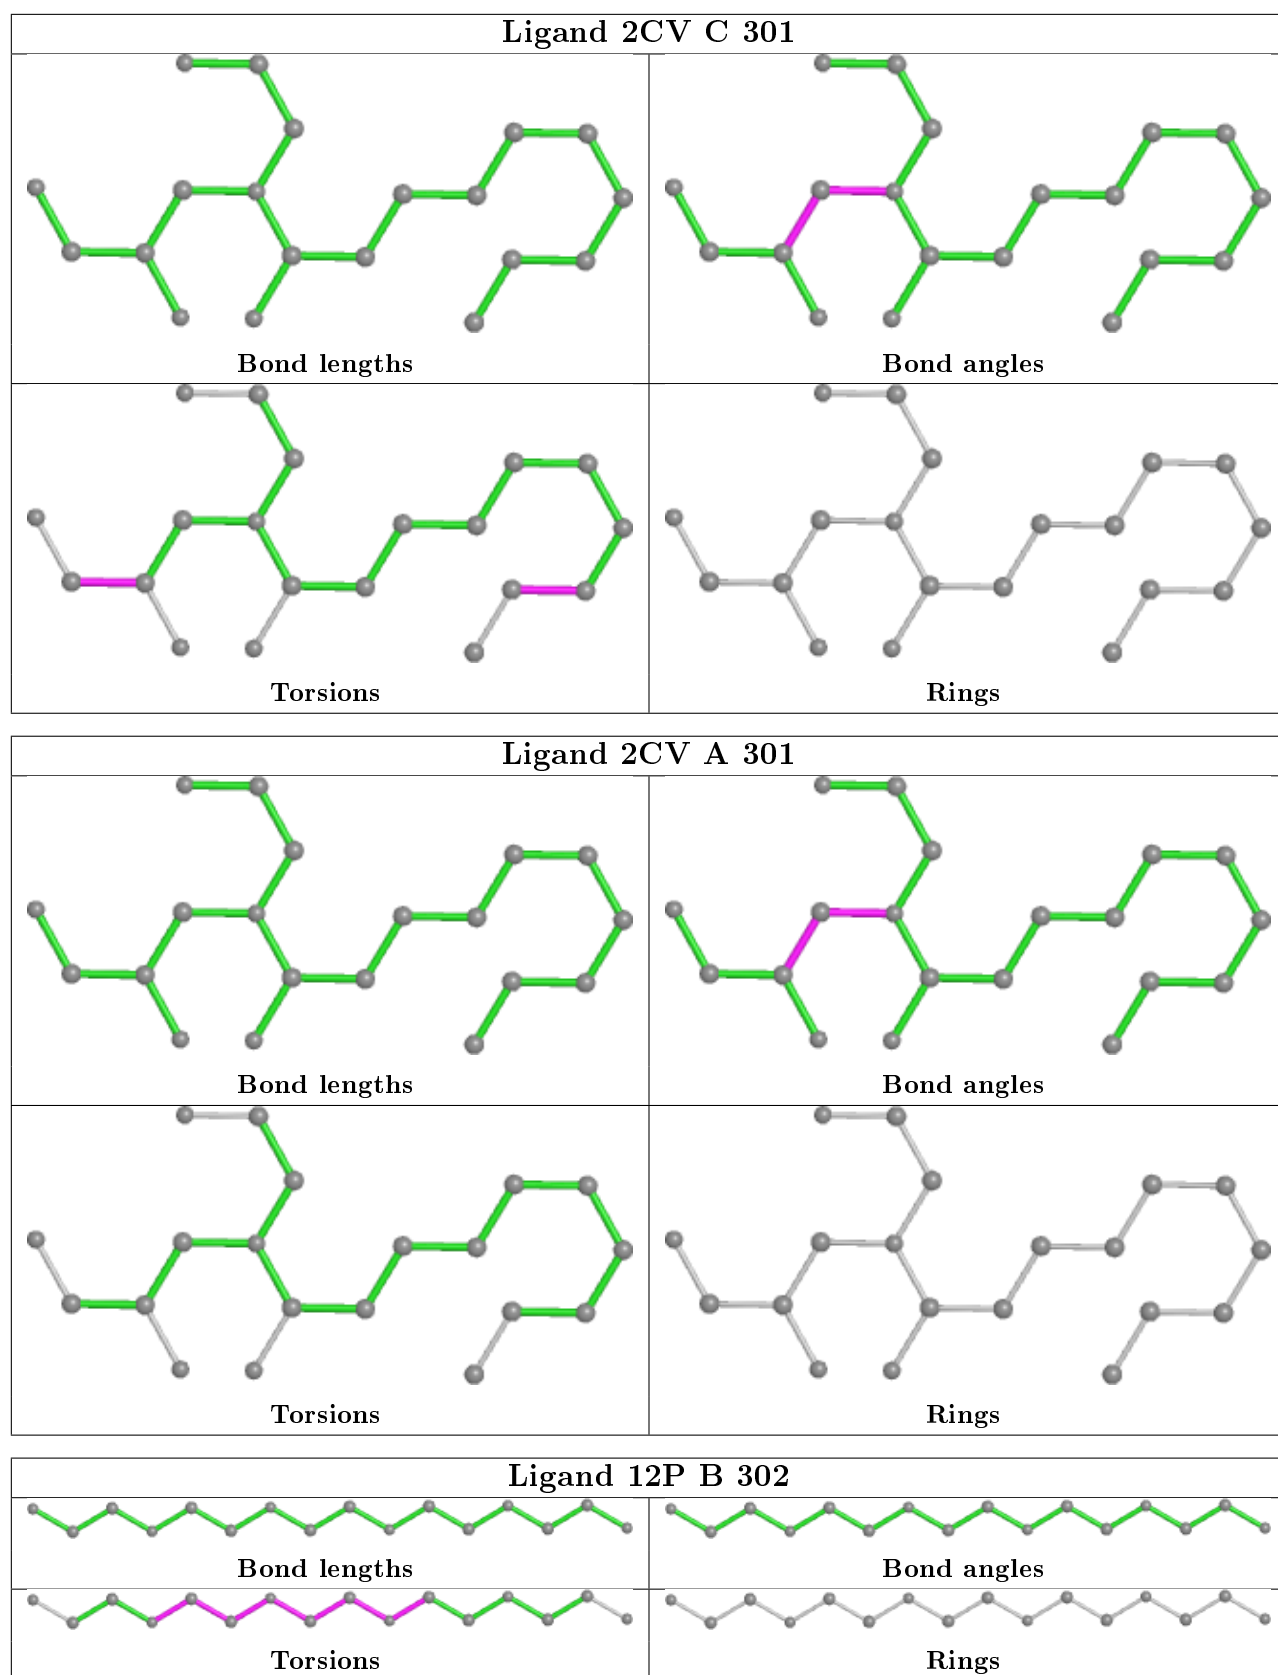 Ligand 2CV C 301
Bond lengths
Bond angles
Torsions
Rings
Ligand 2CV A 301
Bond lengths
Bond angles
Torsions
Rings
Ligand 12P B 302
Bond lengths
Bond angles
Torsions
Rings